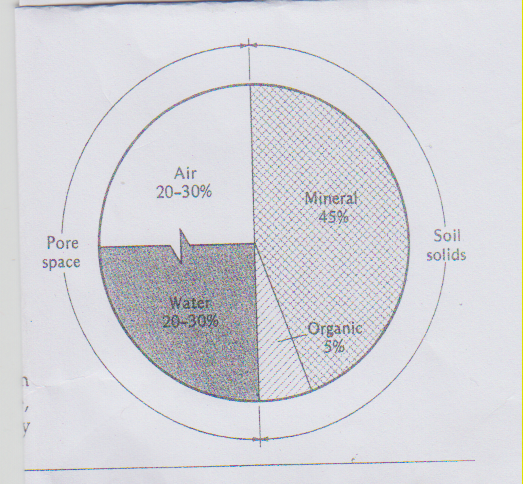 Air
20–30%
Mineral
45%
Pore
space
Soil
solids
Water
20–30%
Organic
5%
n
,
y